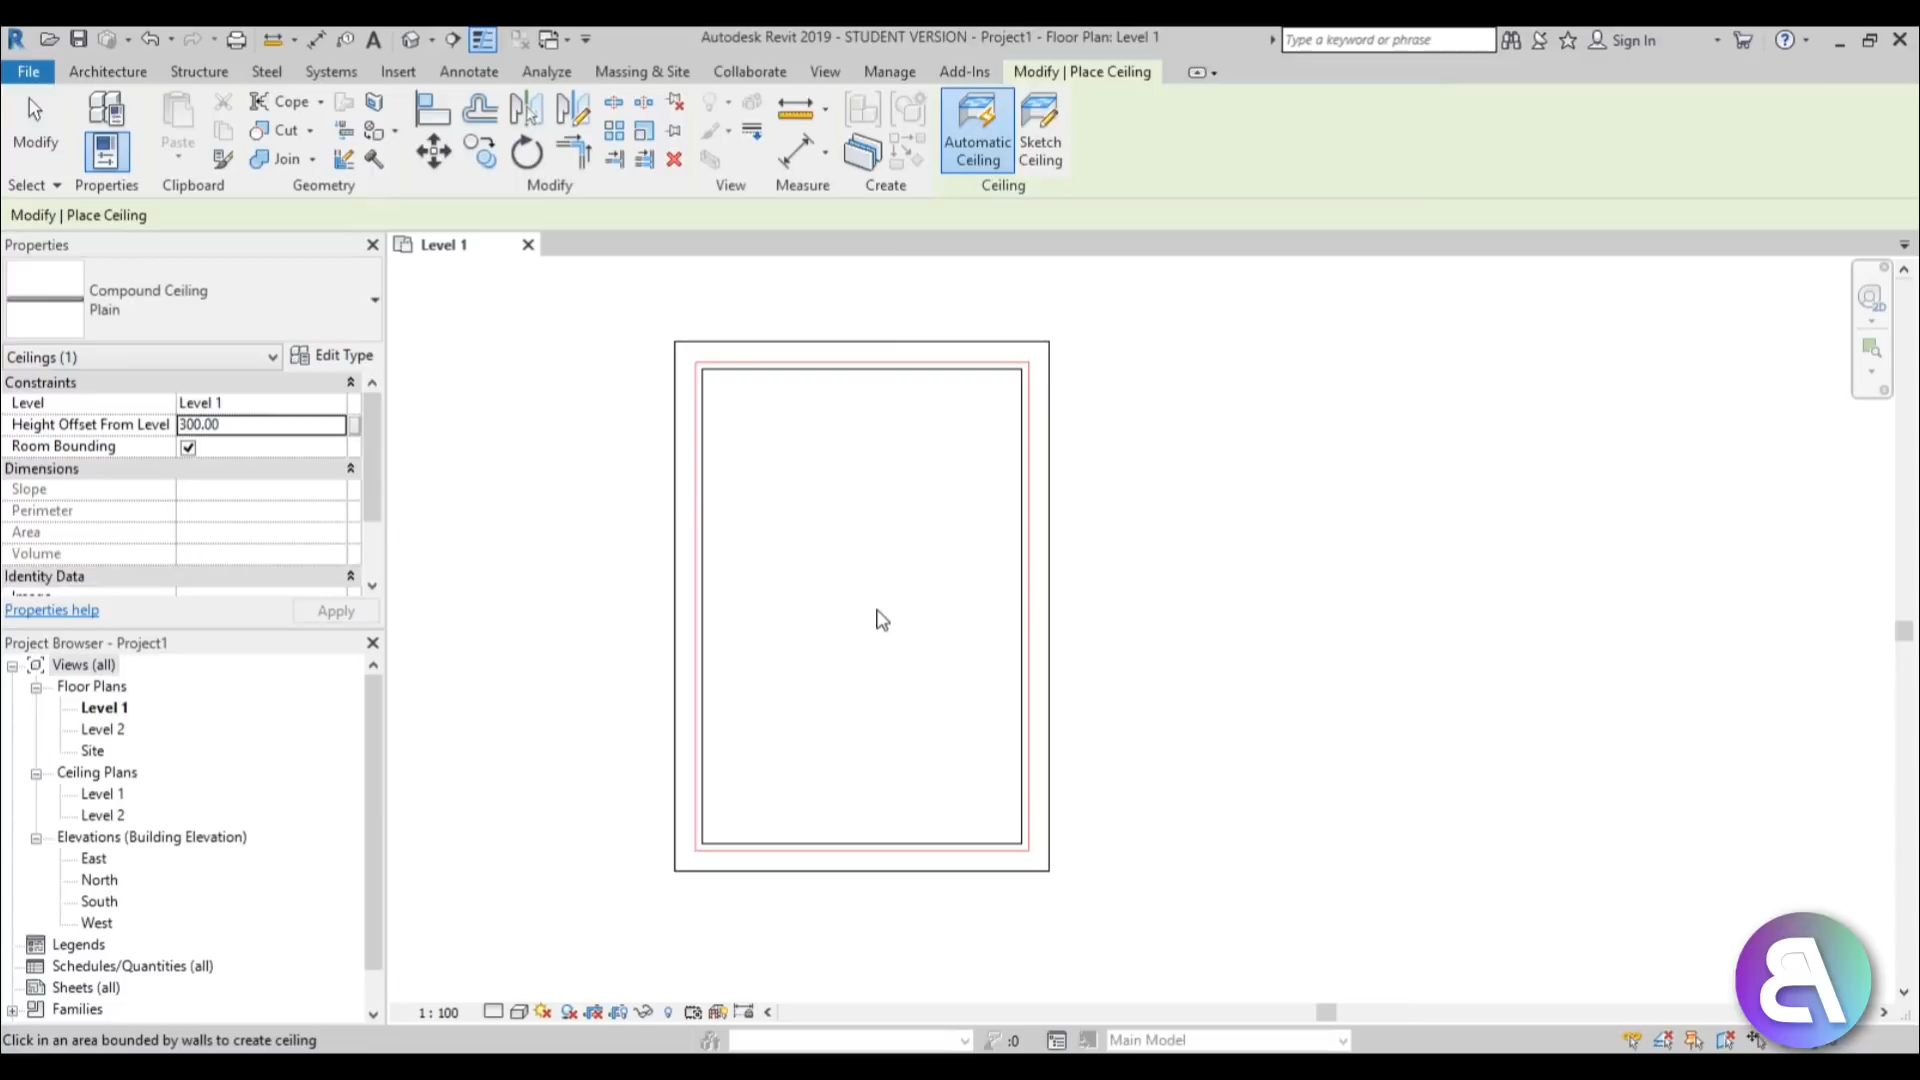 Autodesk Revit 2019 - STUDENT VERSION - Project1 - Floor Plan: Level 1
Type a keyword or phrase
Sign In
File Architecture Structure Steel Systems Insert Annotate Analyze Massing & Site Collaborate View Manage Add-Ins Modify | Place Ceiling
Modify
Paste
Cope
Cut
Join
Automatic Ceiling
Sketch Ceiling
Select Properties Clipboard Geometry Modify View Measure Create Ceiling
Modify | Place Ceiling
Properties
Level 1
Compound Ceiling
Plain
Ceilings (1)
Edit Type
Constraints
Level Level 1
Height Offset From Level 300.00
Room Bounding
Dimensions
Slope
Perimeter
Area
Volume
Identity Data
Properties help
Apply
Project Browser - Project1
Views (all)
Floor Plans
Level 1
Level 2
Site
Ceiling Plans
Level 1
Level 2
Elevations (Building Elevation)
East
North
South
West
Legends
Schedules/Quantities (all)
Sheets (all)
Families
1 : 100
Click in an area bounded by walls to create ceiling
:0
Main Model
2D